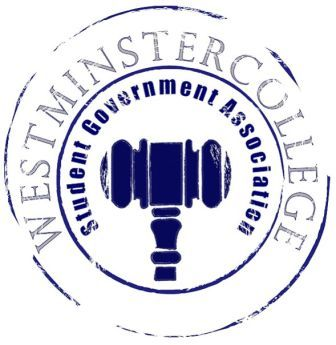 WESTMINSTERCOLLEGE
Student Government Association